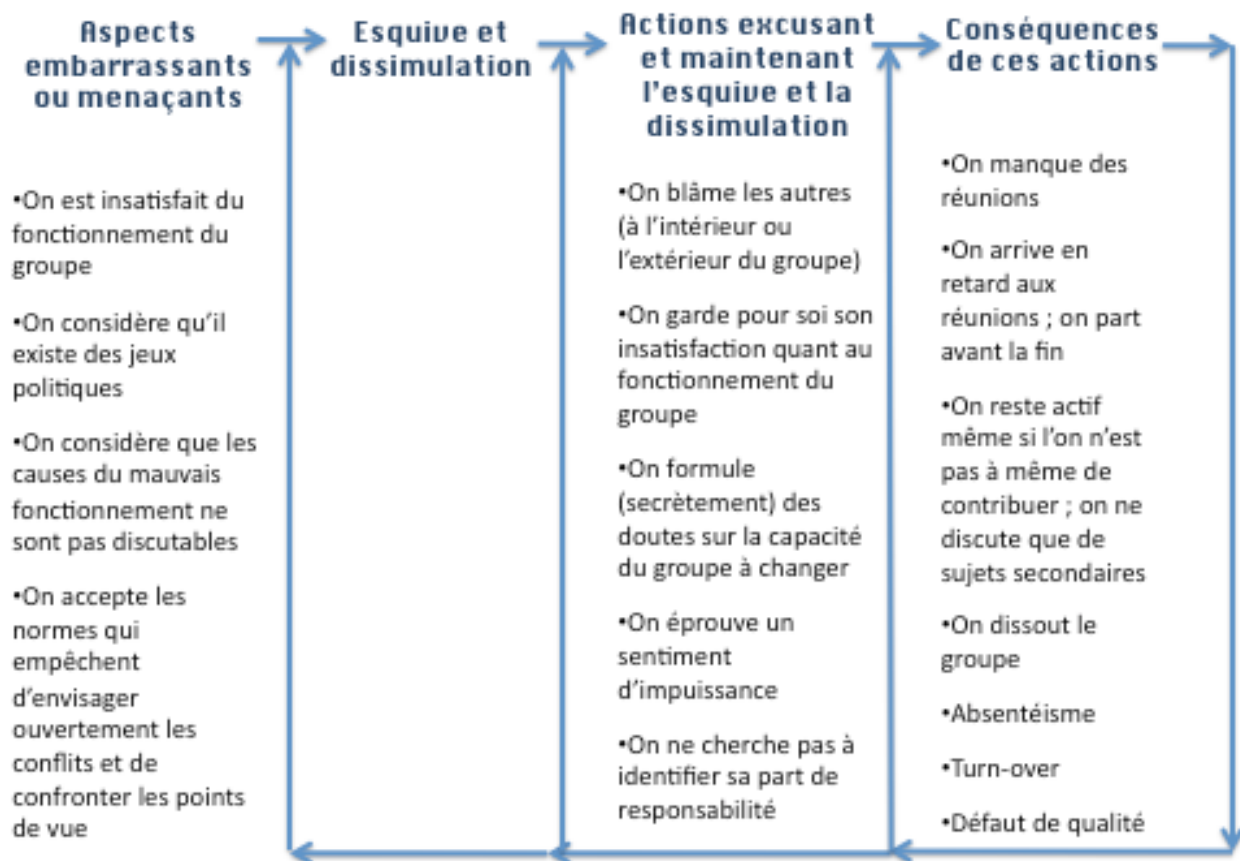 Aspects
embarrassants
ou menaçants
•On est insatisfait du
fonctionnement du
groupe
•On considère qu'il
existe des jeux
politiques
•On considère que les
causes du mauvais
fonctionnement ne
sont pas discutables
•On accepte les
normes qui
empêchent
d'envisager
ouvertement les
conflits et de
confronter les points
de vue
Esquive et
dissimulation
Actions excusant
et maintenant
l'esquive et la
dissimulation
•On blâme les autres
(à l'intérieur ou
l'extérieur du groupe)
•On garde pour soi son
insatisfaction quant au
fonctionnement du
groupe
•On formule
(secrètement) des
doutes sur la capacité
du groupe à changer
•On éprouve un
sentiment
d'impuissance
•On ne cherche pas à
identifier sa part de
responsabilité
Conséquences
de ces actions
•On manque des
réunions
•On arrive en
retard aux
réunions ; on part
avant la fin
•On reste actif
même si l'on n'est
pas à même de
contribuer ; on ne
discute que de
sujets secondaires
•On dissout le
groupe
•Absentéisme
•Turn-over
•Défaut de qualité